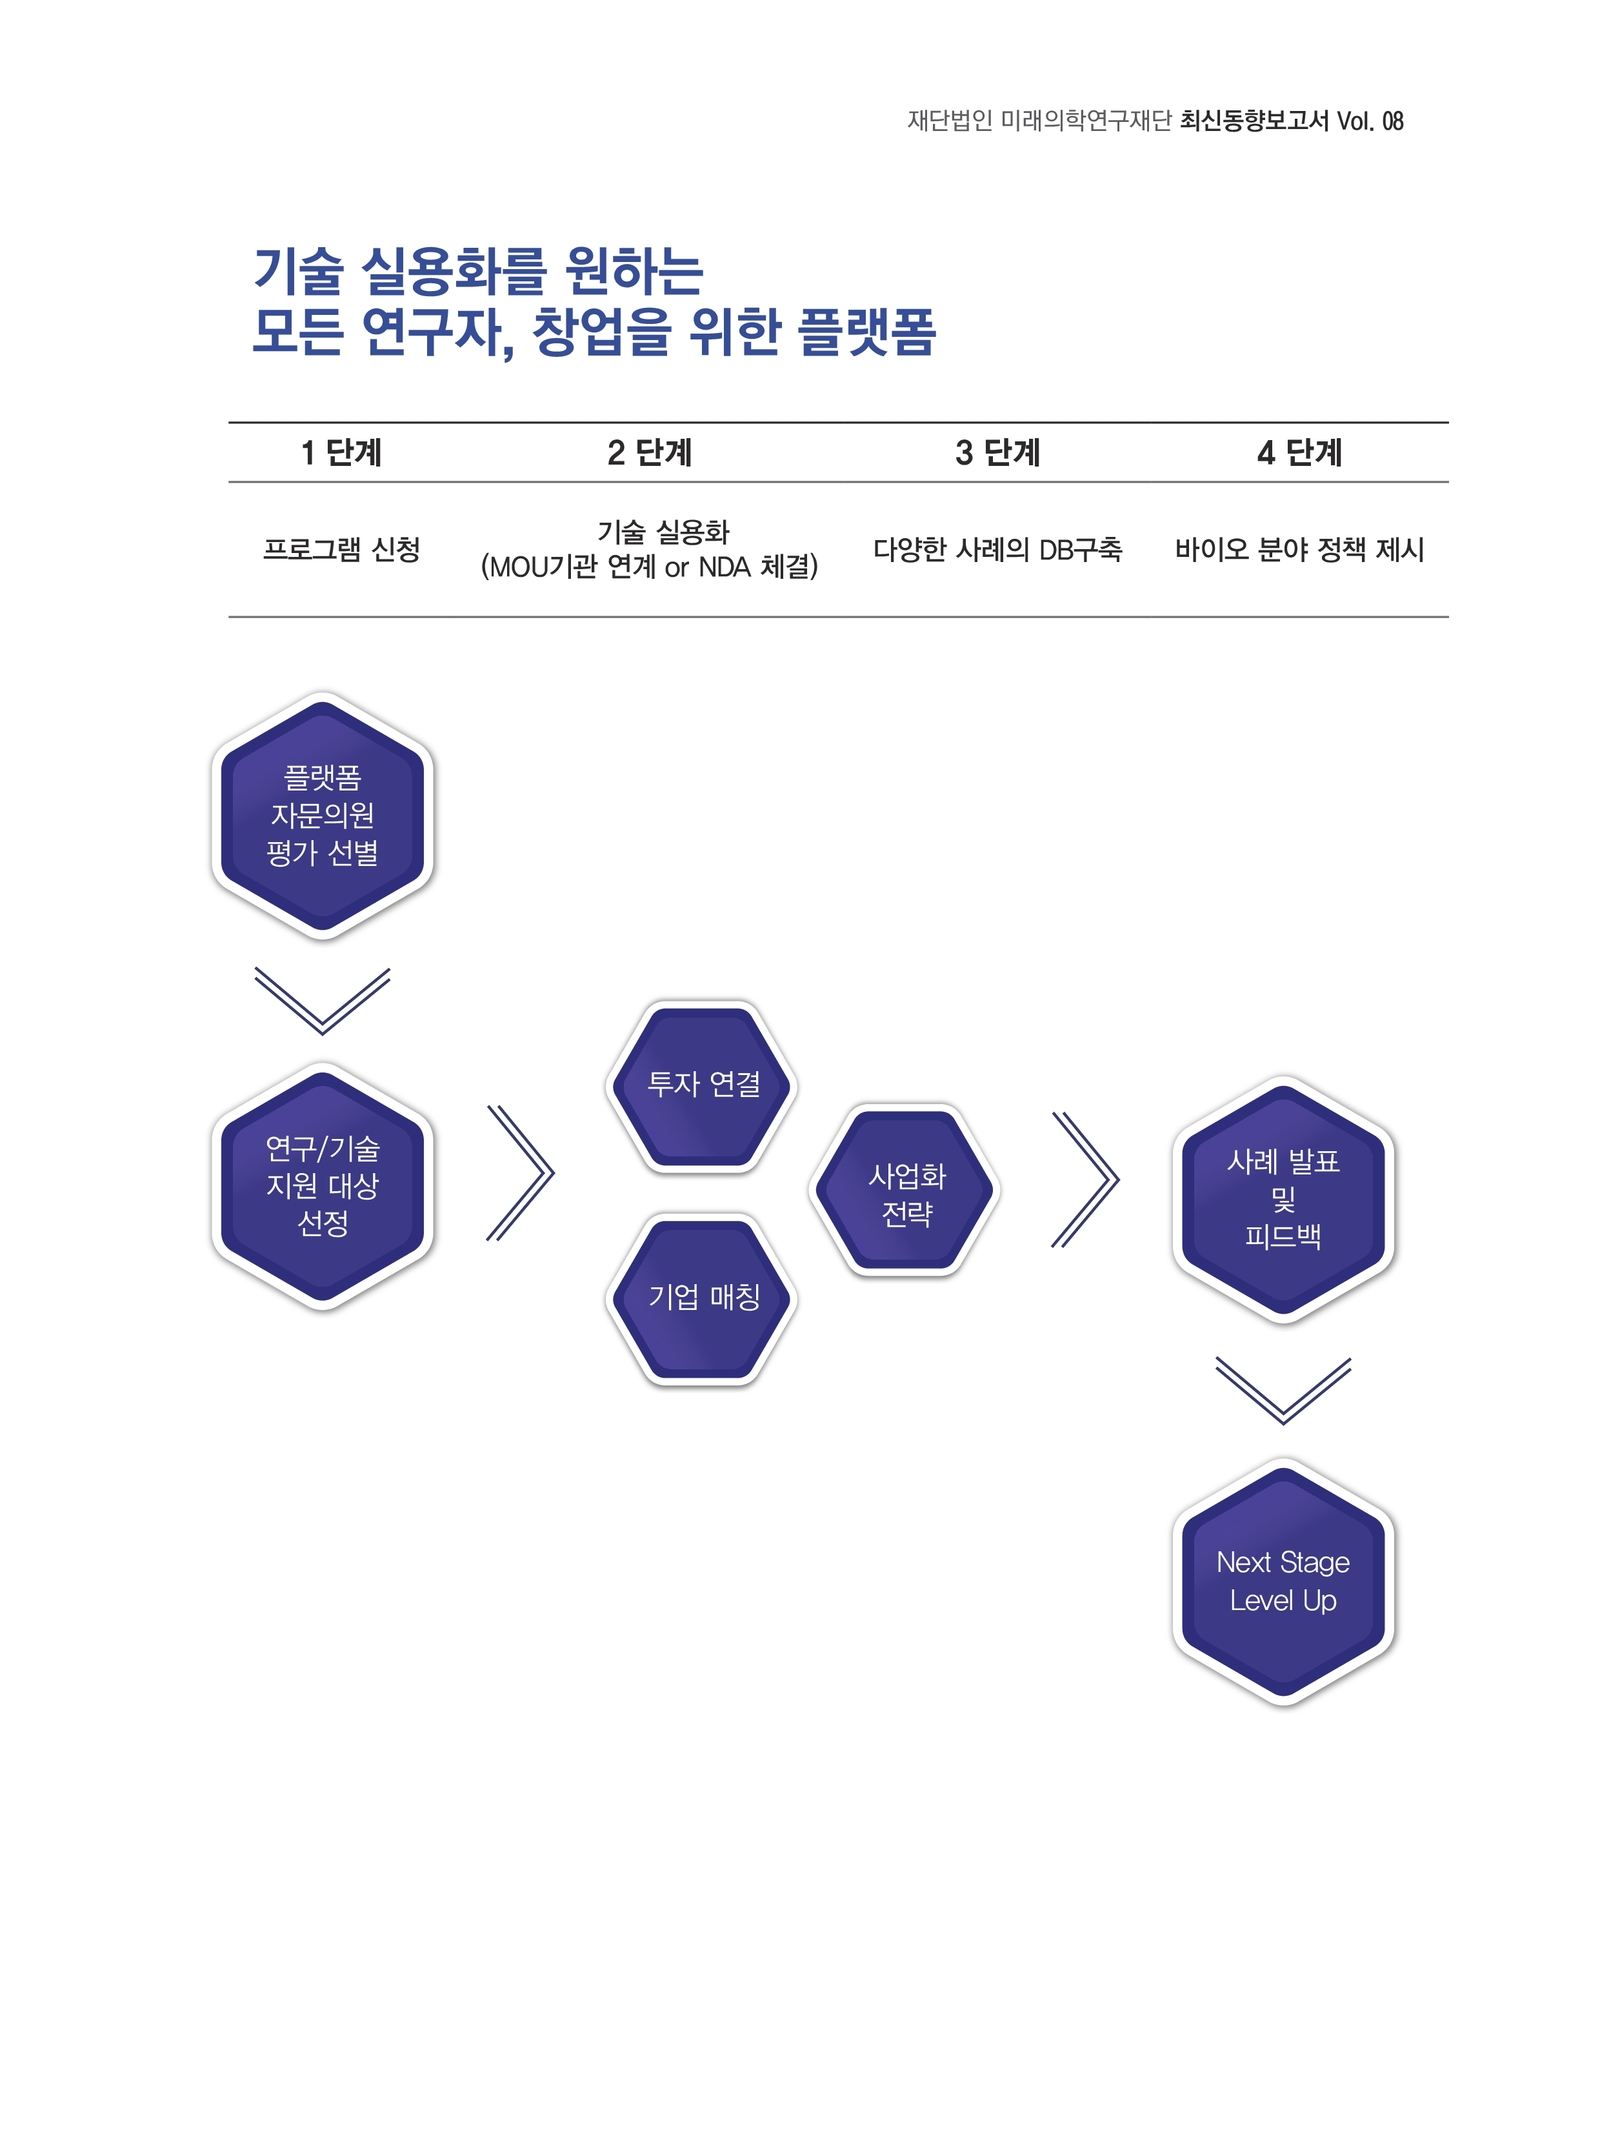 재단법인 미래의학연구재단 최신동향보고서 Vol. 08
기술 실용화를 원하는
모든 연구자, 창업을 위한 플랫폼
1 단계
2 단계
3 단계
4 단계
프로그램 신청
기술 실용화
(MOU기관 연계 or NDA 체결)
다양한 사례의 DB구축
바이오 분야 정책 제시
플랫폼
자문의원
평가 선별
연구/기술
지원 대상
선정
투자 연결
기업 매칭
사업화
전략
사례 발표
및
피드백
Next Stage
Level Up